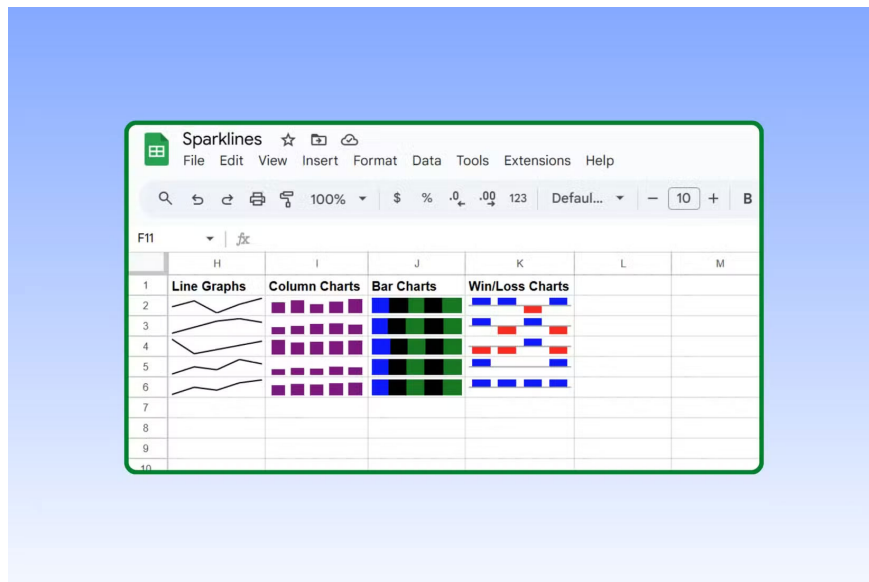 Sparklines
File Edit View Insert Format Data Tools Extensions Help
100% $ % .0 .00 123 Defaul... − 10 + B
F11 fx
H I J K L M
1 Line Graphs Column Charts Bar Charts Win/Loss Charts
2
3
4
5
6
7
8
9
10